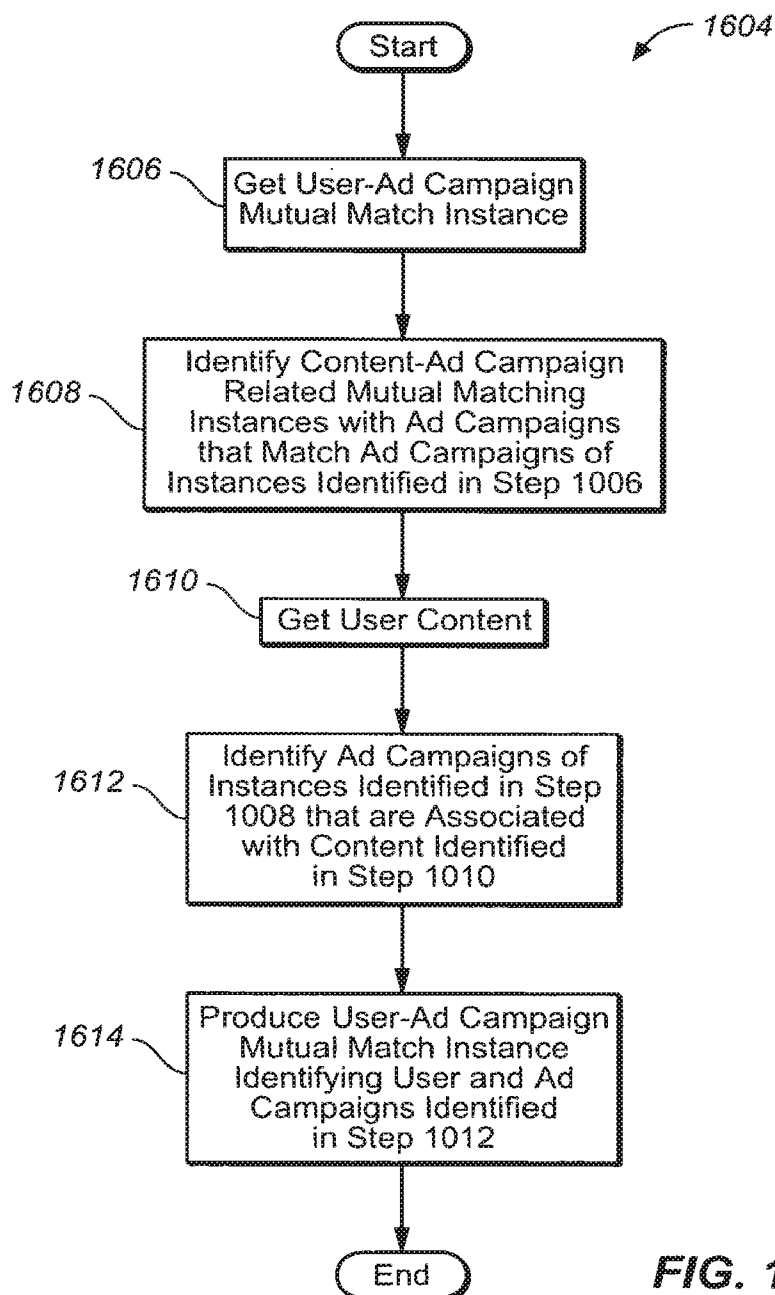 1604
Start
1606
Get User-Ad Campaign
Mutual Match Instance
1608
Identify Content-Ad Campaign
Related Mutual Matching
Instances with Ad Campaigns
that Match Ad Campaigns of
Instances Identified in Step 1006
1610
Get User Content
1612
Identify Ad Campaigns of
Instances Identified in Step
1008 that are Associated
with Content Identified
in Step 1010
1614
Produce User-Ad Campaign
Mutual Match Instance
Identifying User and Ad
Campaigns Identified
in Step 1012
End
FIG. 1